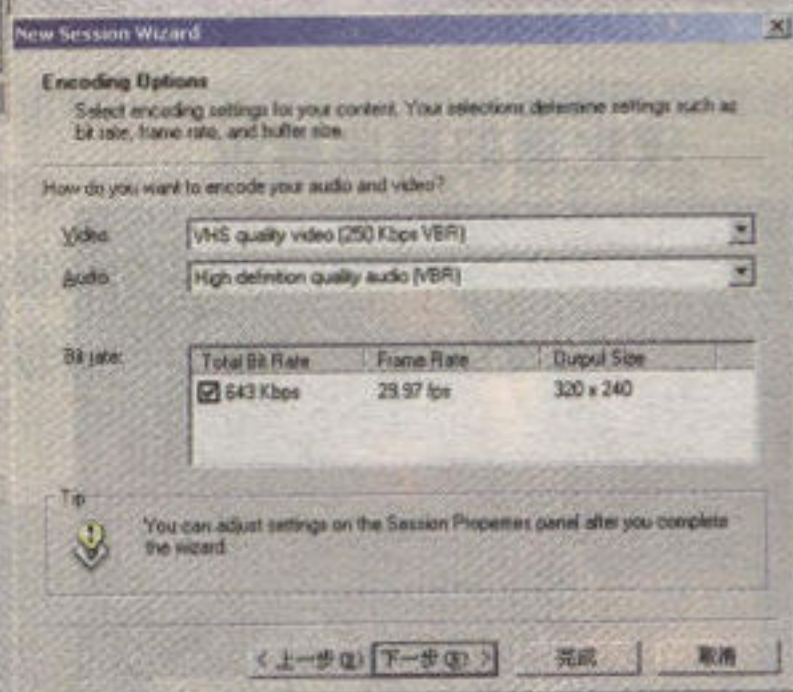 New Session Wizard
Encoding Options
Select encoding settings for your content. Your selections determine settings such as
bit rate, frame rate, and buffer size.
How do you want to encode your audio and video?
Video: VHS quality video (250 Kbps VBR)
Audio: High definition quality audio (VBR)
Bit rate: Total Bit Rate Frame Rate Output Size
643 Kbps 29.97 fps 320 x 240
Tip
You can adjust settings on the Session Properties panel after you complete
the wizard.
< 上一步(B) 下一步(N) > 完成 取消